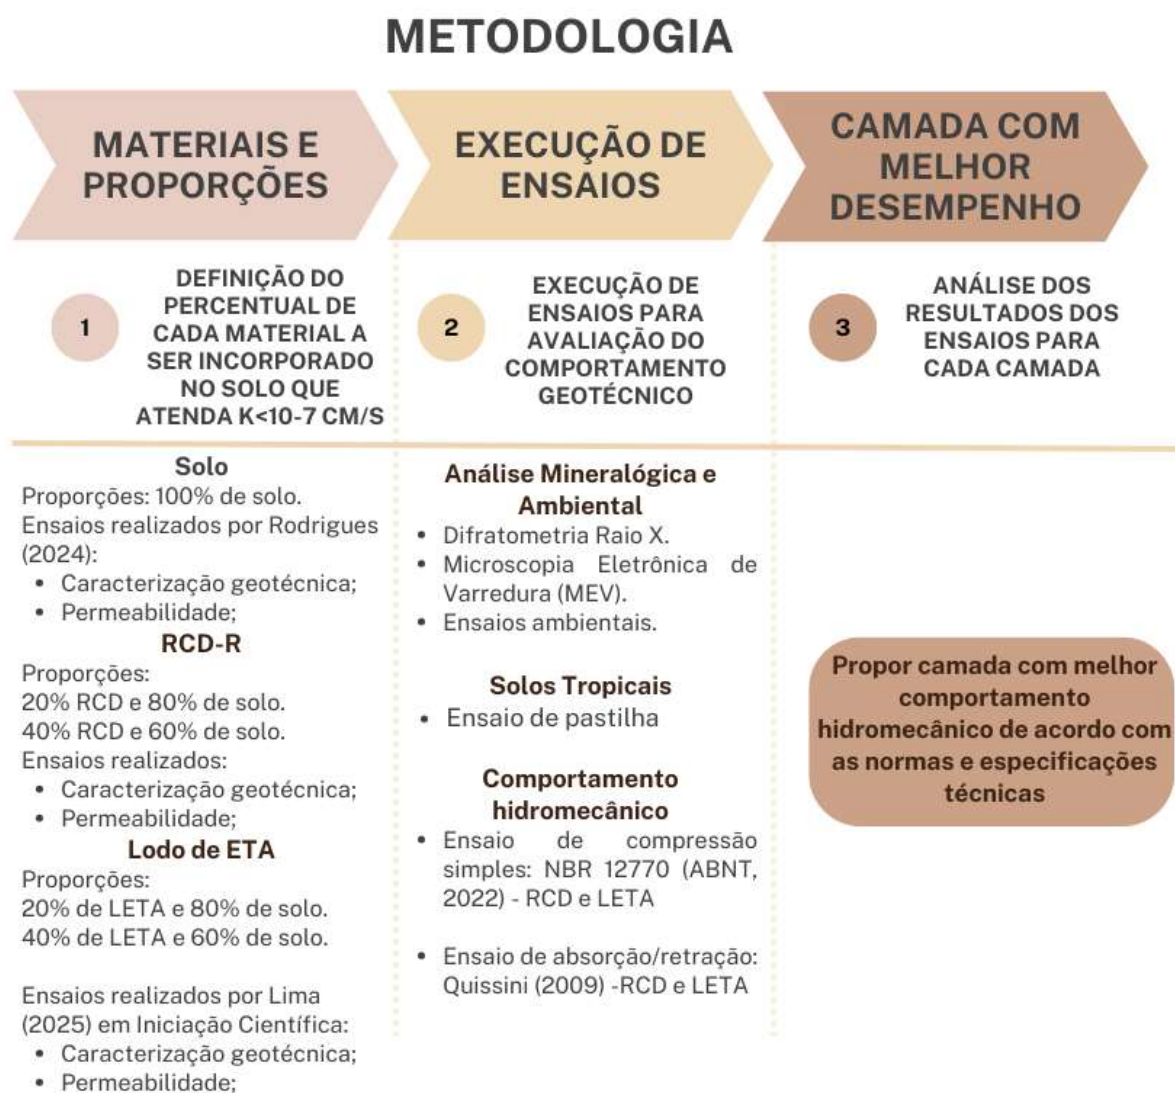 METODOLOGIA
MATERIAIS E
PROPORÇÕES
EXECUÇÃO DE
ENSAIOS
CAMADA COM
MELHOR
DESEMPENHO
1
DEFINIÇÃO DO
PERCENTUAL DE
CADA MATERIAL A
SER INCORPORADO
NO SOLO QUE
ATENDA K<10-7 CM/S
2
EXECUÇÃO DE
ENSAIOS PARA
AVALIAÇÃO DO
COMPORTAMENTO
GEOTÉCNICO
3
ANÁLISE DOS
RESULTADOS DOS
ENSAIOS PARA
CADA CAMADA
Solo
Proporções: 100% de solo.
Ensaios realizados por Rodrigues
(2024):
• Caracterização geotécnica;
• Permeabilidade;
RCD-R
Proporções:
20% RCD e 80% de solo.
40% RCD e 60% de solo.
Ensaios realizados:
• Caracterização geotécnica;
• Permeabilidade;
Lodo de ETA
Proporções:
20% de LETA e 80% de solo.
40% de LETA e 60% de solo.
Ensaios realizados por Lima
(2025) em Iniciação Científica:
• Caracterização geotécnica;
• Permeabilidade;
Análise Mineralógica e
Ambiental
• Difratometria Raio X.
• Microscopia Eletrônica de
Varredura (MEV).
• Ensaios ambientais.
Solos Tropicais
• Ensaio de pastilha
Comportamento
hidromecânico
• Ensaio de compressão
simples: NBR 12770 (ABNT,
2022) - RCD e LETA
• Ensaio de absorção/retração:
Quissini (2009) -RCD e LETA
Propor camada com melhor
comportamento
hidromecânico de acordo com
as normas e especificações
técnicas